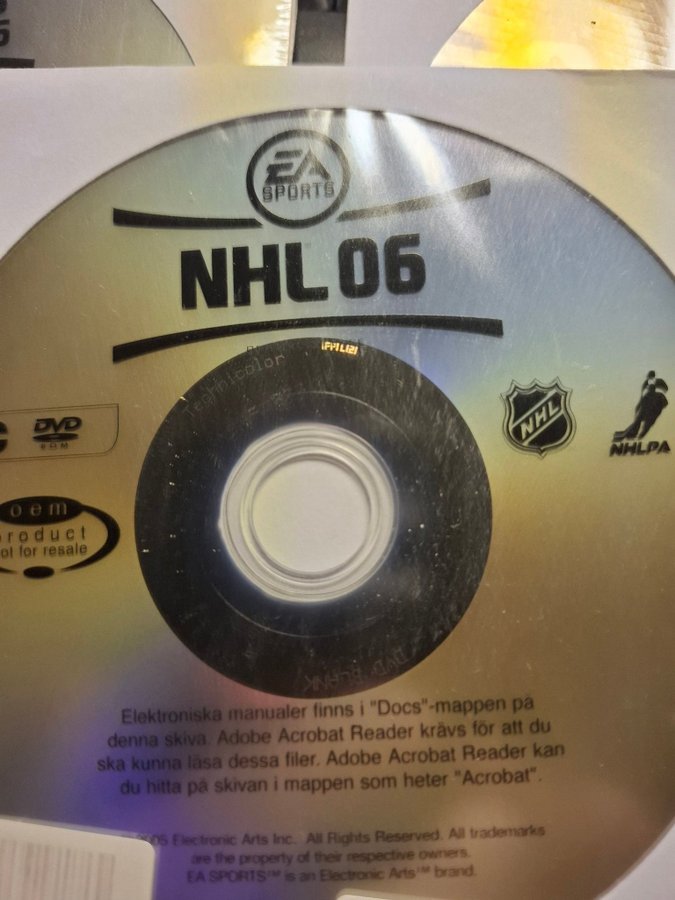 EA
SPORTS
NHL 06
IFPI L121
Technicolor
DVD
ROM
NHL
NHLPA
oem
product
not for resale
Elektroniska manualer finns i "Docs"-mappen på
denna skiva. Adobe Acrobat Reader krävs för att du
ska kunna läsa dessa filer. Adobe Acrobat Reader kan
du hitta på skivan i mappen som heter "Acrobat".
2005 Electronic Arts Inc. All Rights Reserved. All trademarks
are the property of their respective owners.
EA SPORTS™ is an Electronic Arts™ brand.